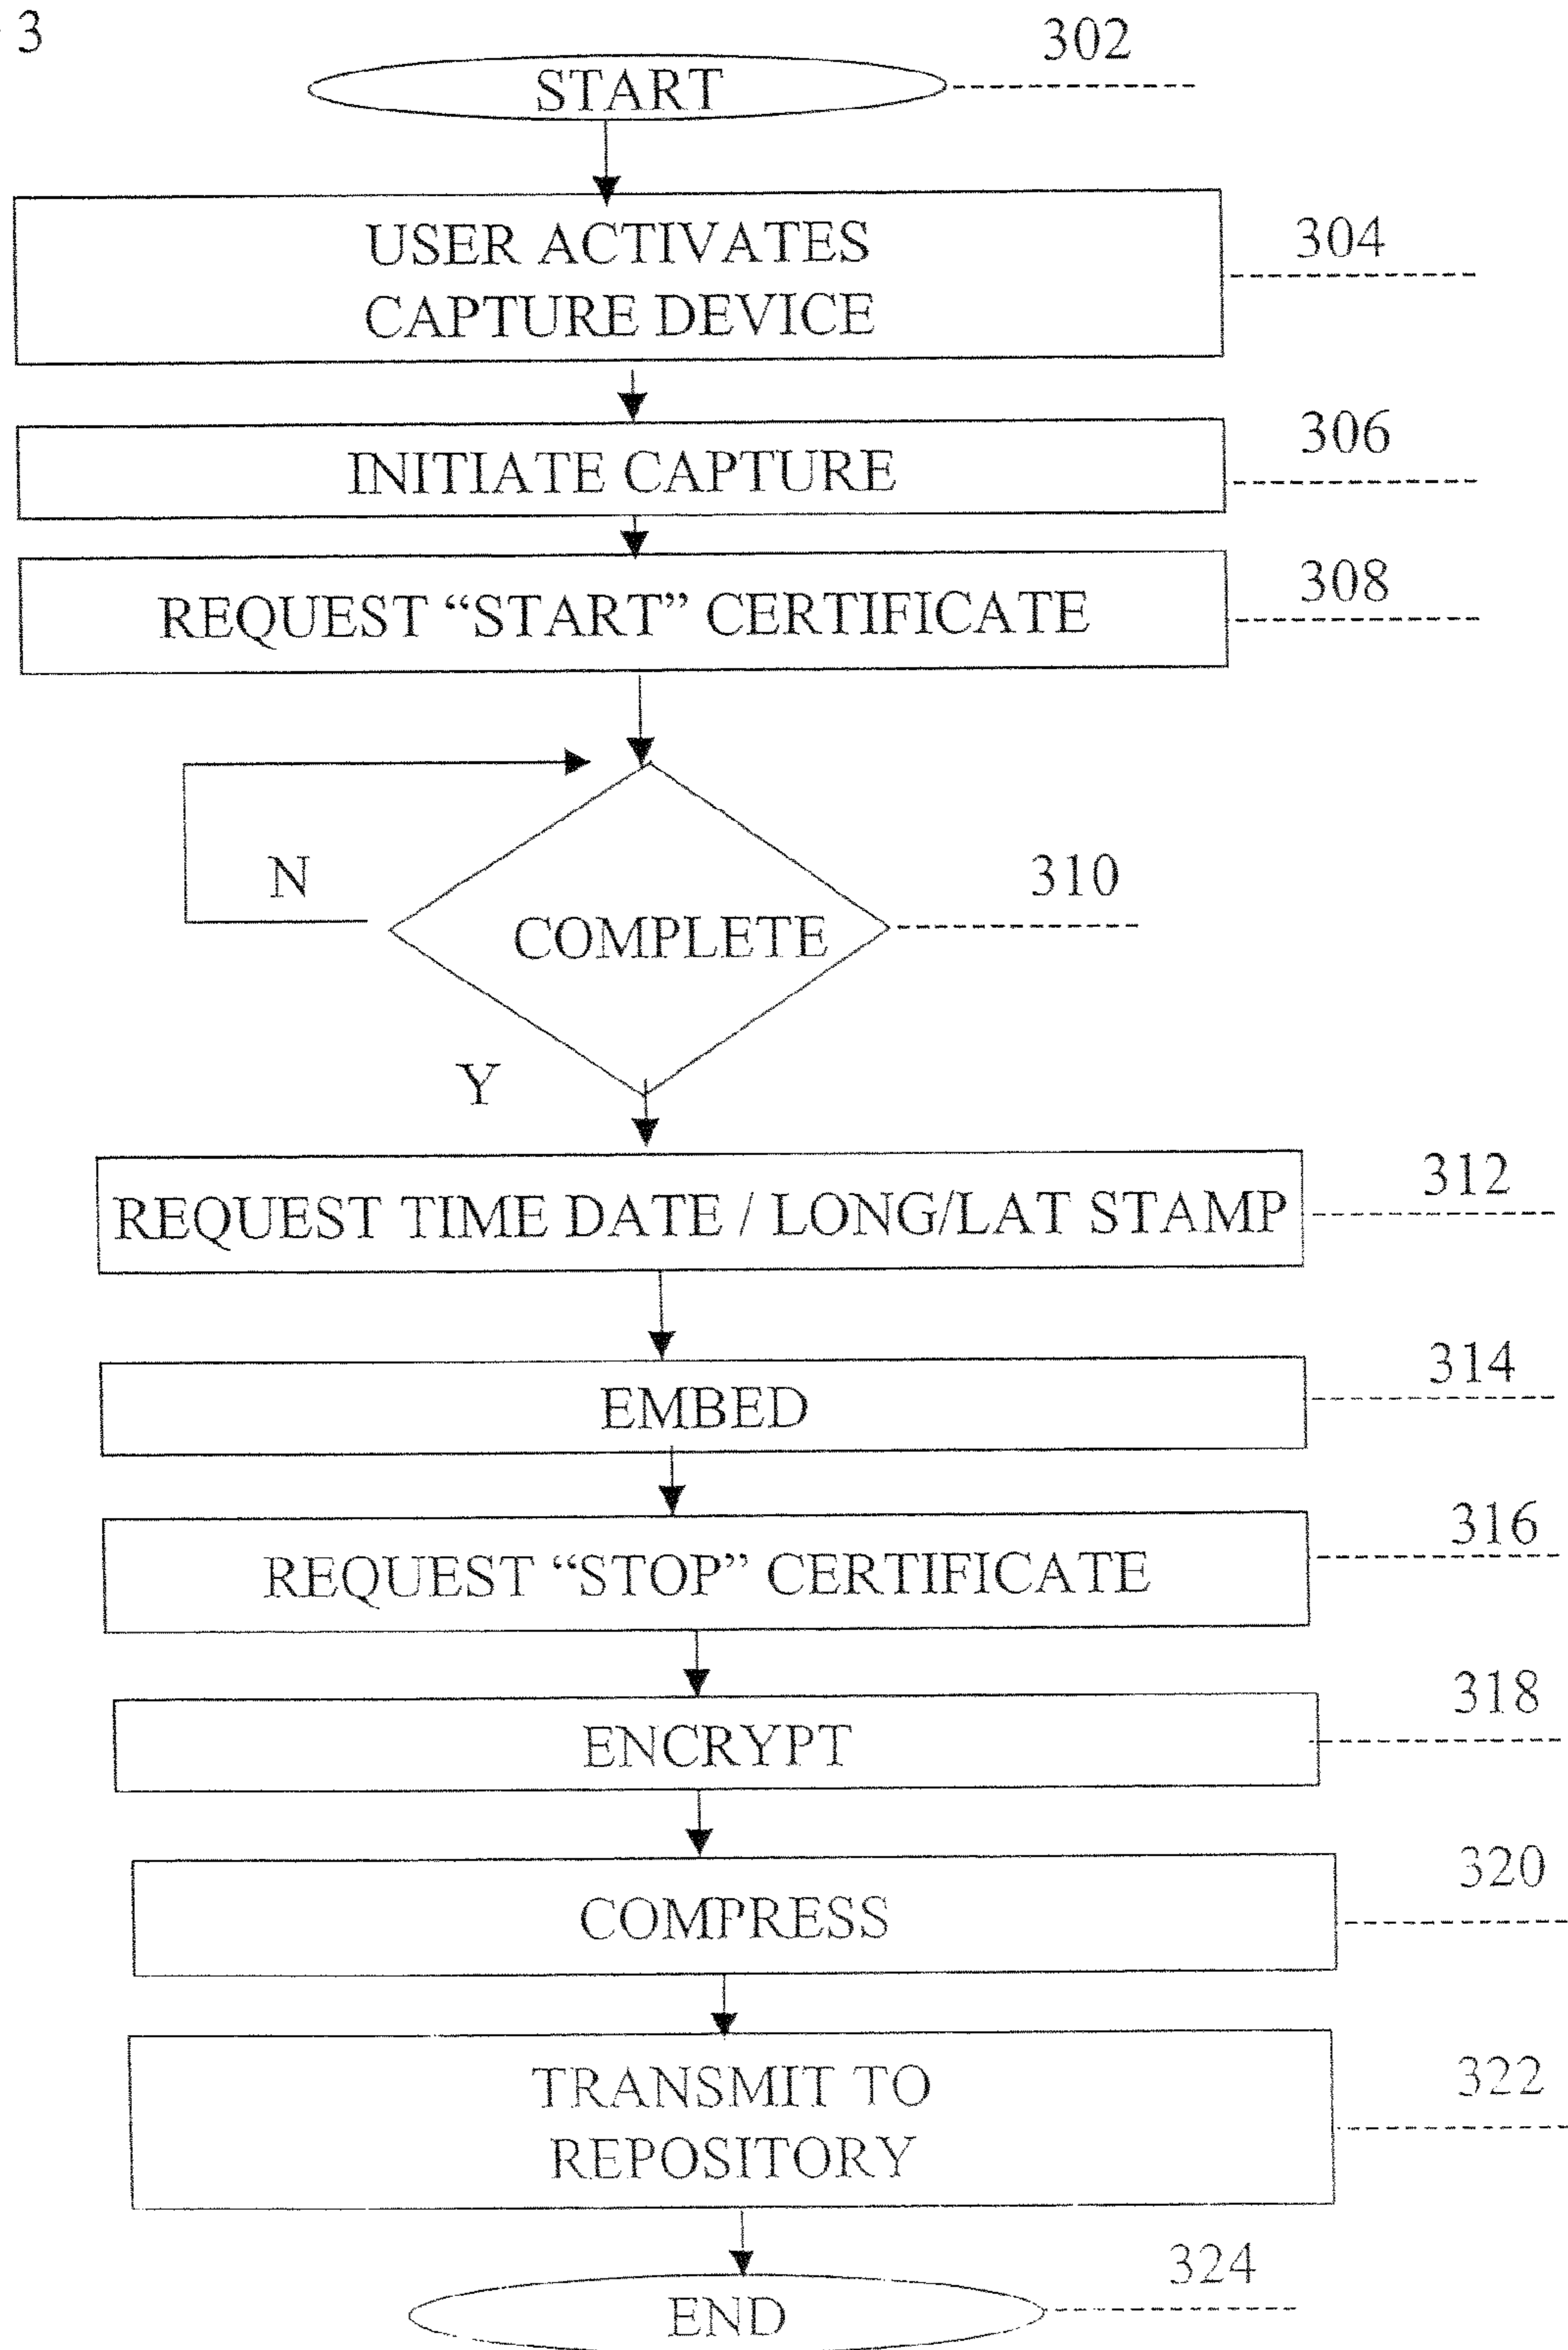 3
302
START
304
USER ACTIVATES
CAPTURE DEVICE
306
INITIATE CAPTURE
308
REQUEST “START” CERTIFICATE
N
310
COMPLETE
Y
312
REQUEST TIME DATE / LONG/LAT STAMP
314
EMBED
316
REQUEST “STOP” CERTIFICATE
318
ENCRYPT
320
COMPRESS
322
TRANSMIT TO
REPOSITORY
324
END